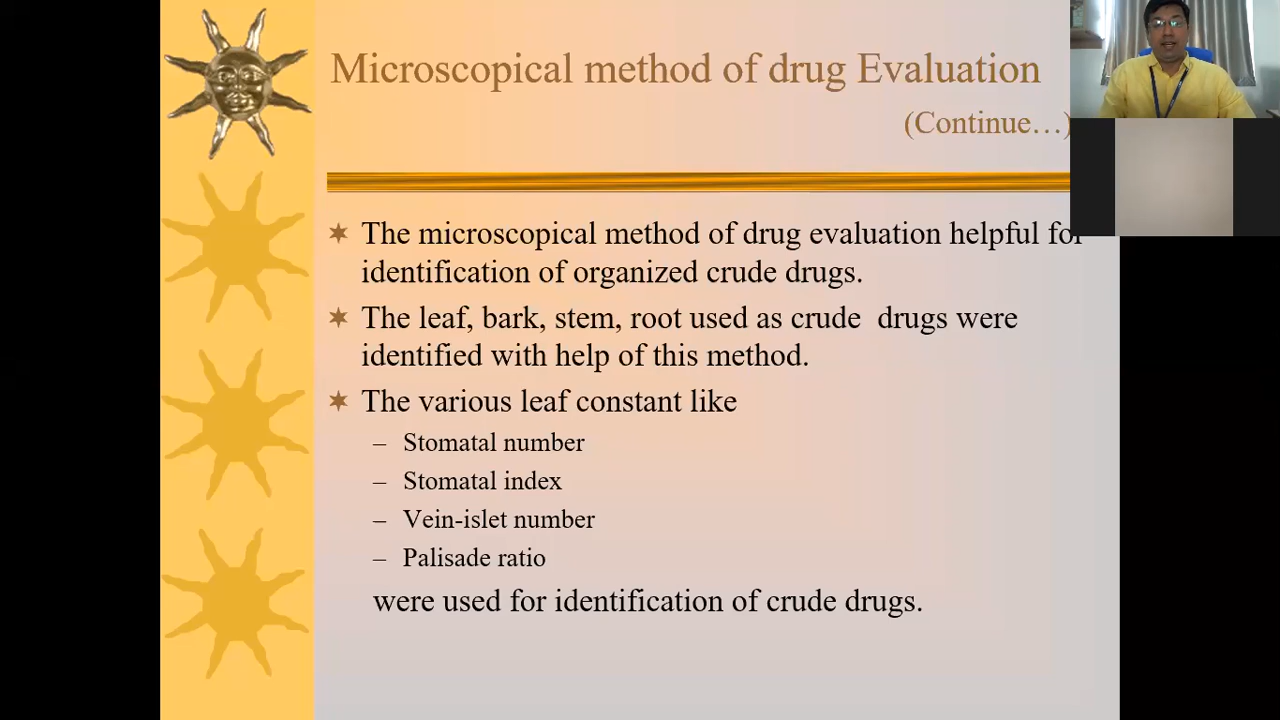 Microscopical method of drug Evaluation
(Continue…)
The microscopical method of drug evaluation helpful for
identification of organized crude drugs.
The leaf, bark, stem, root used as crude drugs were
identified with help of this method.
The various leaf constant like
– Stomatal number
– Stomatal index
– Vein-islet number
– Palisade ratio
were used for identification of crude drugs.